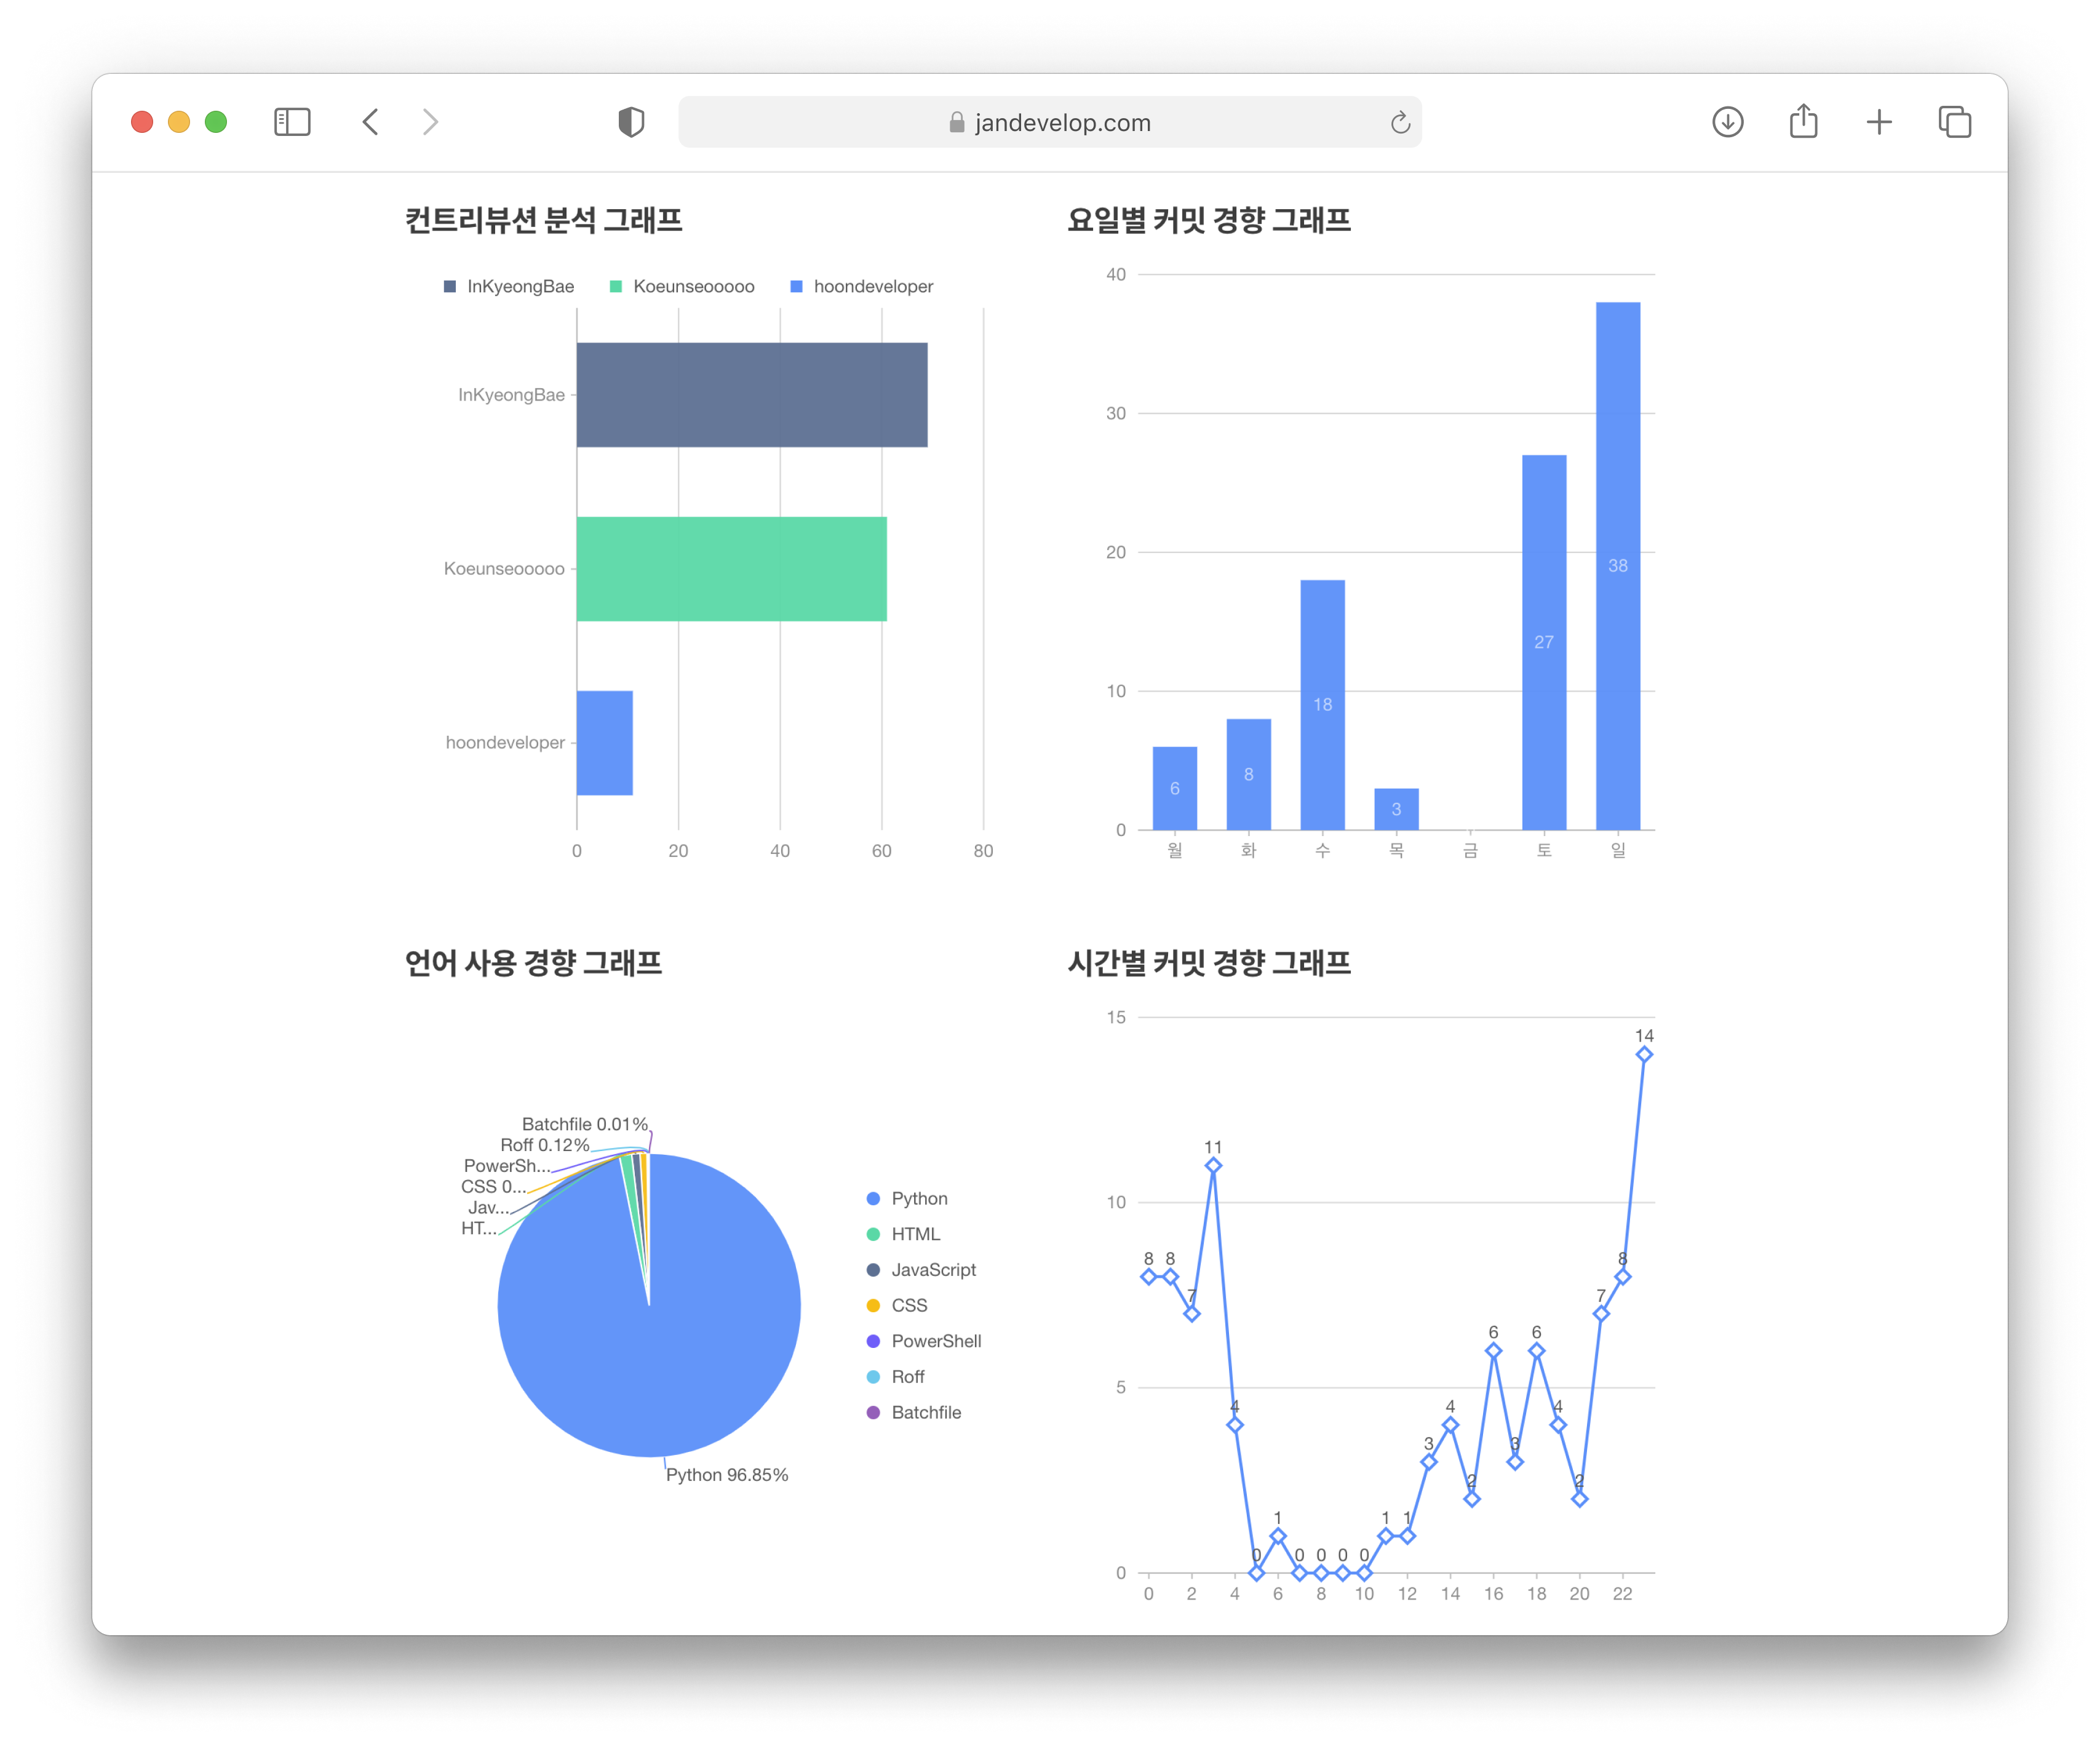 jandevelop.com
컨트리뷰션 분석 그래프
InKyeongBae Koeunseooooo hoondeveloper
InKyeongBae
Koeunseooooo
hoondeveloper
0 20 40 60 80
요일별 커밋 경향 그래프
40
30
20
10
0
6 8 18 3 27 38
월 화 수 목 금 토 일
언어 사용 경향 그래프
Batchfile 0.01%
Roff 0.12%
PowerSh...
CSS 0...
Jav...
HT...
Python 96.85%
Python
HTML
JavaScript
CSS
PowerShell
Roff
Batchfile
시간별 커밋 경향 그래프
15
10
5
0
8 8 7 11 4 0 1 0 0 0 0 1 1 3 4 2 6 3 6 4 2 7 8 14
0 2 4 6 8 10 12 14 16 18 20 22